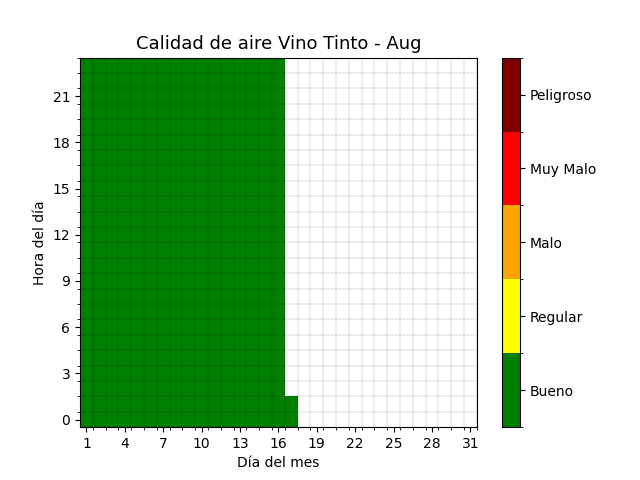 Calidad de aire Vino Tinto - Aug
Hora del día
21
18
15
12
9
6
3
0
1 4 7 10 13 16 19 22 25 28 31
Día del mes
Peligroso
Muy Malo
Malo
Regular
Bueno